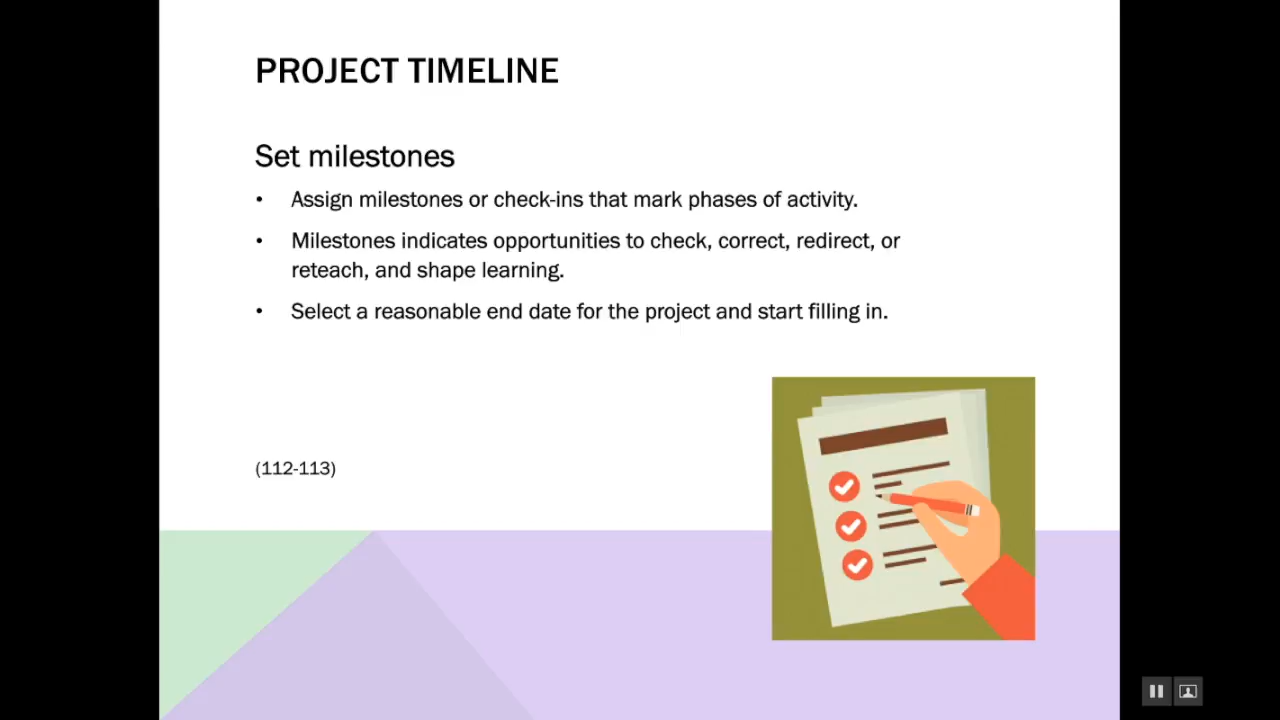 PROJECT TIMELINE
Set milestones
• Assign milestones or check-ins that mark phases of activity.
• Milestones indicates opportunities to check, correct, redirect, or
reteach, and shape learning.
• Select a reasonable end date for the project and start filling in.
(112-113)